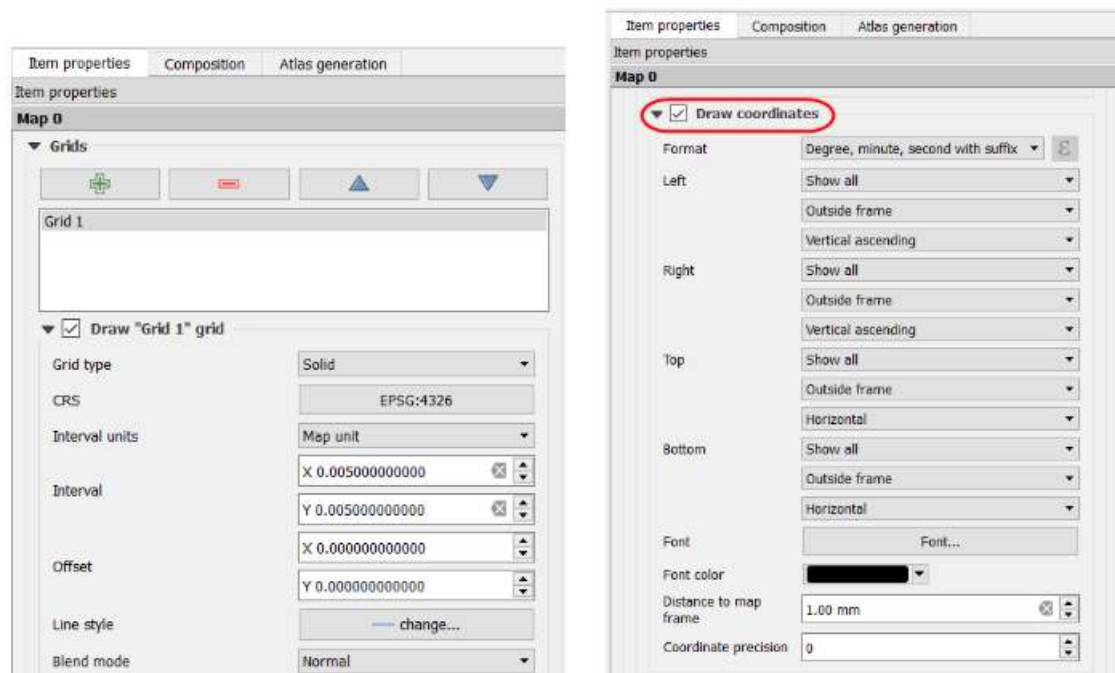 Item properties Composition Atlas generation
Item properties
Map 0
Grids
Grid 1
Draw "Grid 1" grid
Grid type Solid
CRS EPSG:4326
Interval units Map unit
Interval X 0.005000000000
Y 0.005000000000
Offset X 0.000000000000
Y 0.000000000000
Line style change...
Blend mode Normal
Item properties Composition Atlas generation
Item properties
Map 0
Draw coordinates
Format Degree, minute, second with suffix ε
Left Show all
Outside frame
Vertical ascending
Right Show all
Outside frame
Vertical ascending
Top Show all
Outside frame
Horizontal
Bottom Show all
Outside frame
Horizontal
Font Font...
Font color
Distance to map
frame 1.00 mm
Coordinate precision 0